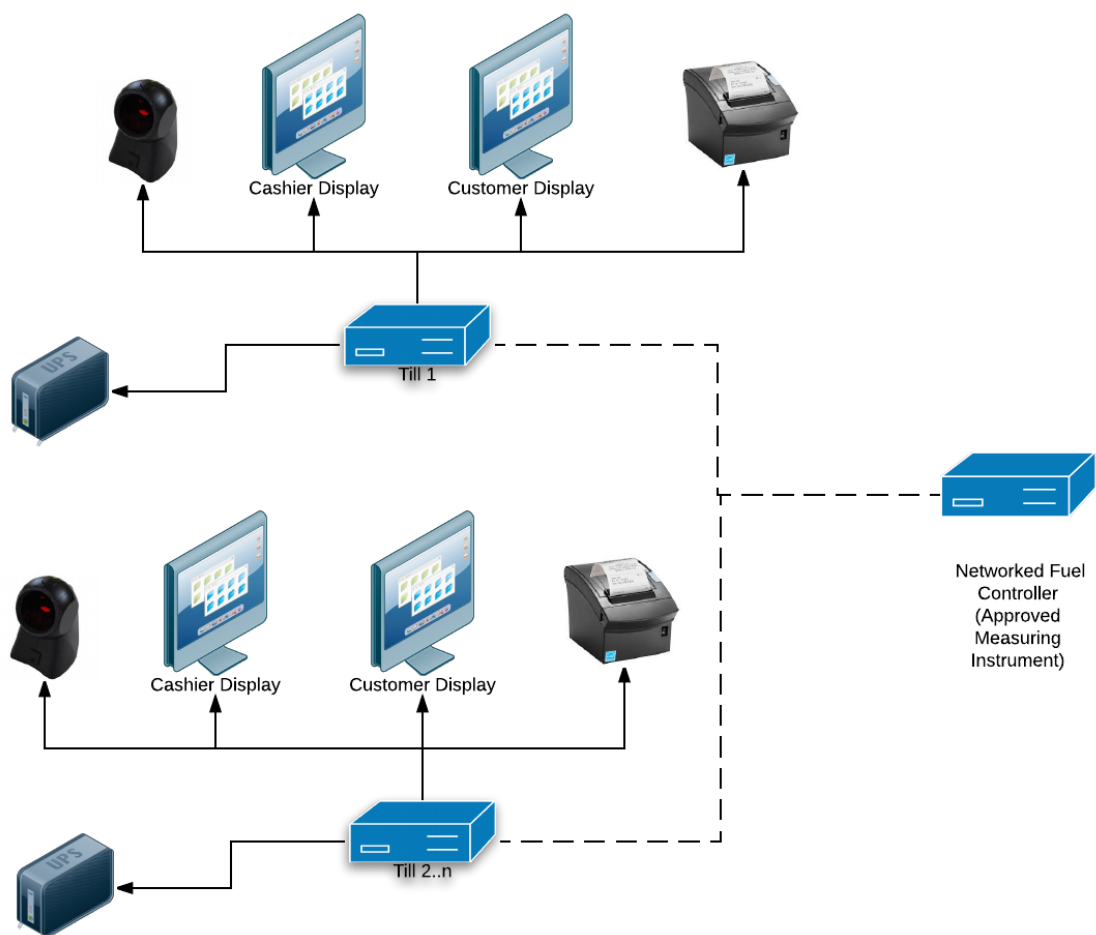 Cashier Display
Customer Display
UPS
Till 1
Networked Fuel
Controller
(Approved
Measuring
Instrument)
Cashier Display
Customer Display
UPS
Till 2..n